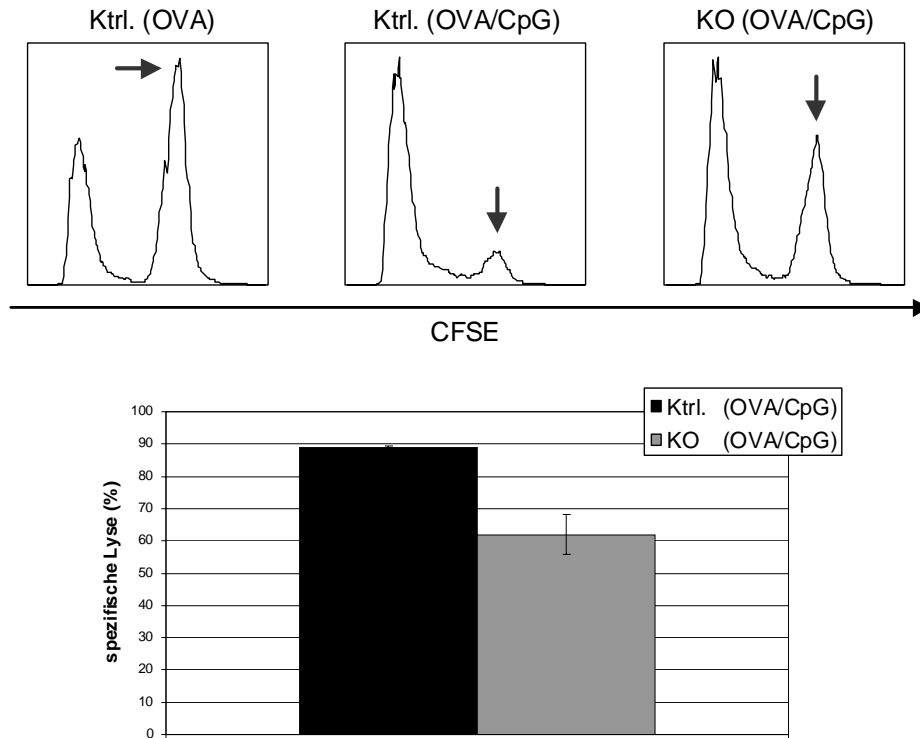 Ktrl. (OVA) Ktrl. (OVA/CpG) KO (OVA/CpG)
CFSE
Ktrl. (OVA/CpG)
KO (OVA/CpG)
spezifische Lyse (%)
100
90
80
70
60
50
40
30
20
10
0